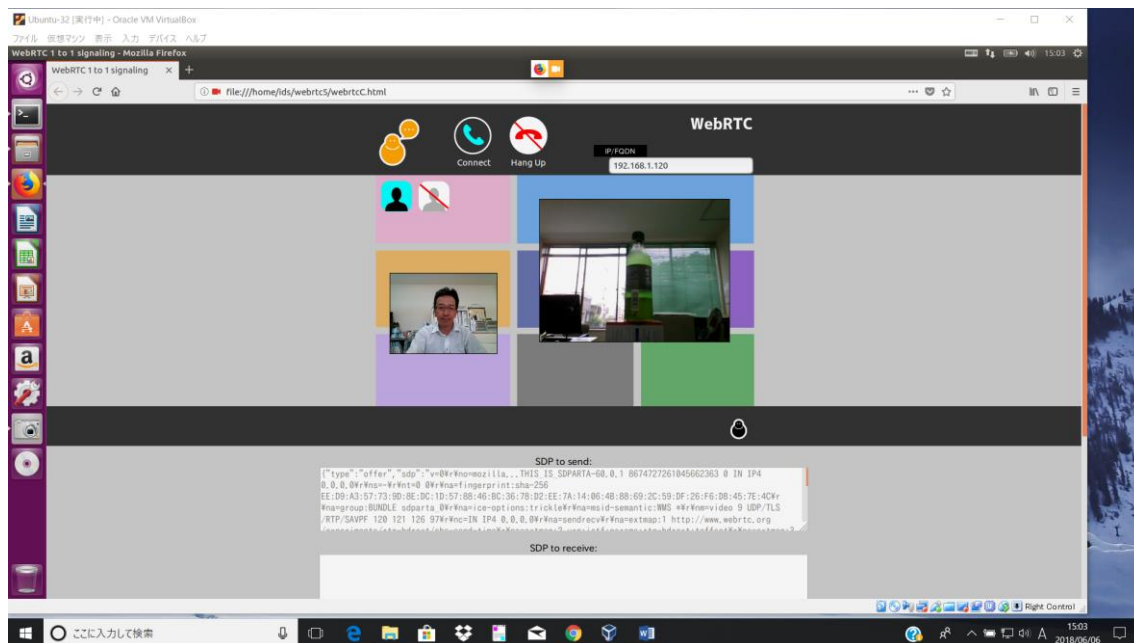 Ubuntu-32 [実行中] - Oracle VM VirtualBox
ファイル 仮想マシン 表示 入力 デバイス ヘルプ
WebRTC 1 to 1 signaling - Mozilla Firefox
15:03
WebRTC 1 to 1 signaling
file:///home/ids/webrtcS/webrtcC.html
WebRTC
Connect
Hang Up
IP/FQDN
192.168.1.120
SDP to send:
{"type":"offer","sdp":"v=0¥r¥no=mozilla...THIS_IS_SDPARTA-60.0.1 8674727261045662363 0 IN IP4
0.0.0.0¥r¥ns=-¥r¥nt=0 0¥r¥na=fingerprint:sha-256
EE:D9:A3:57:73:9D:8E:DC:1D:57:88:46:BC:36:78:D2:EE:7A:14:06:4B:88:69:2C:59:DF:26:F6:DB:45:7E:4C¥r
¥na=group:BUNDLE sdparta_0¥r¥na=ice-options:trickle¥r¥na=msid-semantic:WMS *¥r¥nm=video 9 UDP/TLS
/RTP/SAVPF 120 121 126 97¥r¥nc=IN IP4 0.0.0.0¥r¥na=sendrecv¥r¥na=extmap:1 http://www.webrtc.org
SDP to receive:
Right Control
ここに入力して検索
A
15:03
2018/06/06